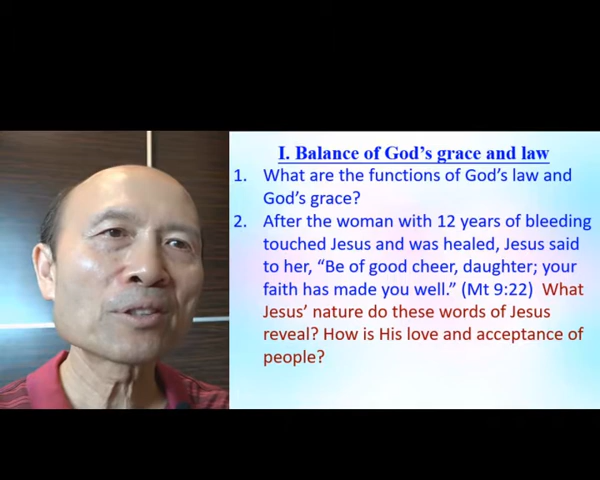 I. Balance of God's grace and law
1. What are the functions of God's law and
God's grace?
2. After the woman with 12 years of bleeding
touched Jesus and was healed, Jesus said
to her, “Be of good cheer, daughter; your
faith has made you well.” (Mt 9:22) What
Jesus' nature do these words of Jesus
reveal? How is His love and acceptance of
people?